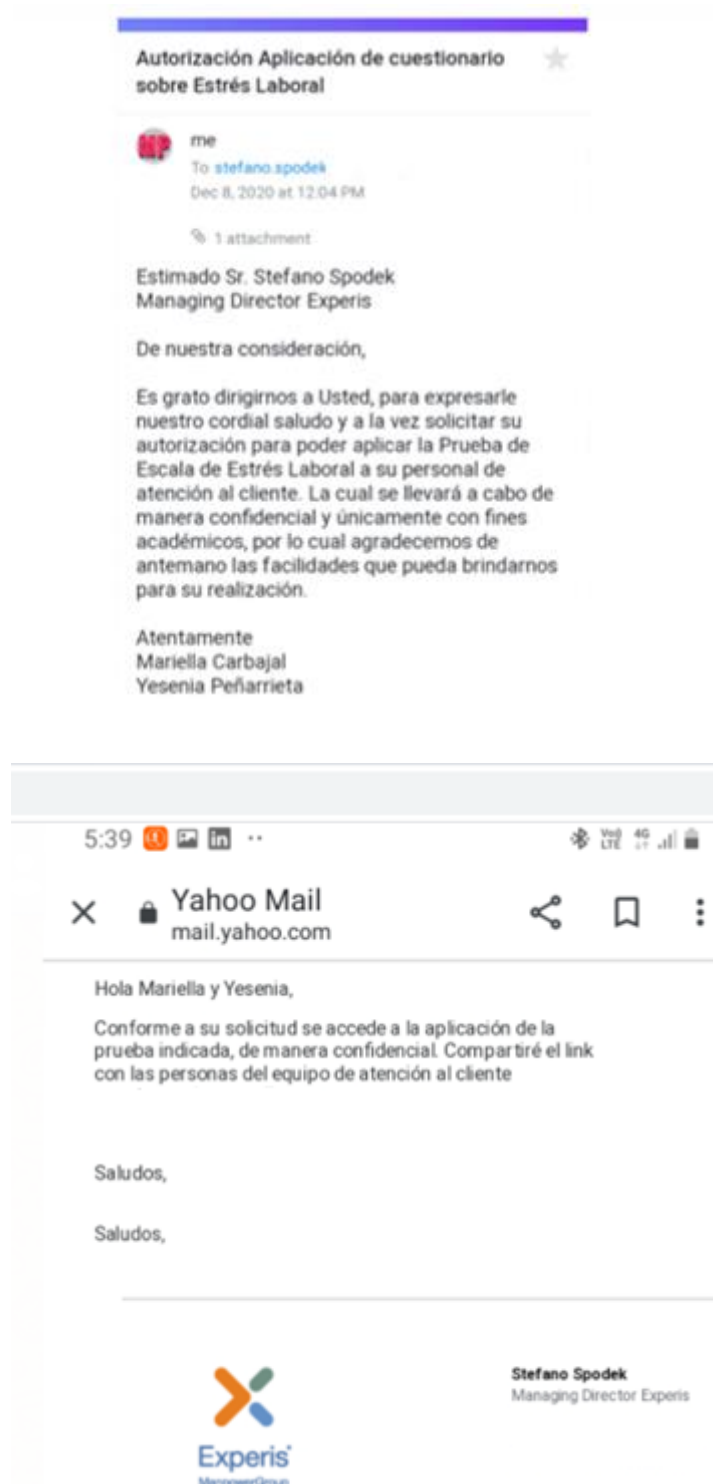 Autorización Aplicación de cuestionario
sobre Estrés Laboral
me
To stefano.spodek
Dec 8, 2020 at 12:04 PM
1 attachment
Estimado Sr. Stefano Spodek
Managing Director Experis
De nuestra consideración,
Es grato dirigirnos a Usted, para expresarle
nuestro cordial saludo y a la vez solicitar su
autorización para poder aplicar la Prueba de
Escala de Estrés Laboral a su personal de
atención al cliente. La cual se llevará a cabo de
manera confidencial y únicamente con fines
académicos, por lo cual agradecemos de
antemano las facilidades que pueda brindarnos
para su realización.
Atentamente
Mariella Carbajal
Yesenia Peñarrieta
5:39
VoLTE 4G
Yahoo Mail
mail.yahoo.com
Hola Mariella y Yesenia,
Conforme a su solicitud se accede a la aplicación de la
prueba indicada, de manera confidencial. Compartiré el link
con las personas del equipo de atención al cliente
Saludos,
Saludos,
Stefano Spodek
Managing Director Experis
Experis
ManpowerGroup